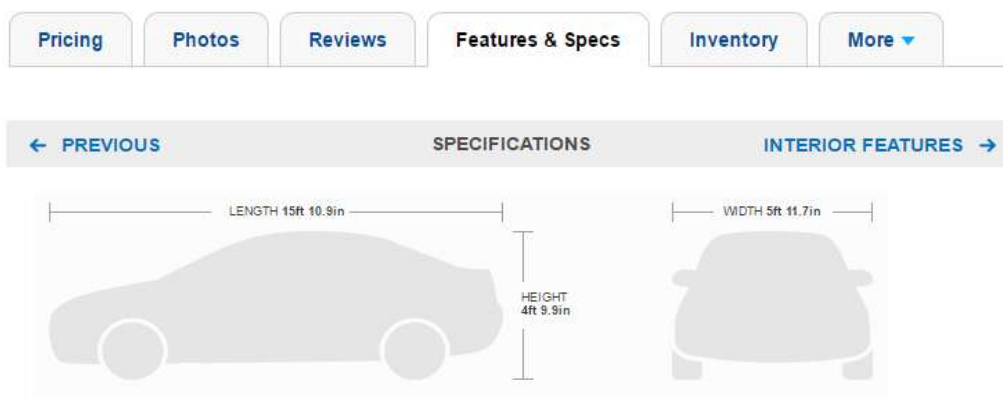 Pricing Photos Reviews Features & Specs Inventory More
PREVIOUS SPECIFICATIONS INTERIOR FEATURES
LENGTH 15ft 10.9in WIDTH 5ft 11.7in
HEIGHT
4ft 9.9in